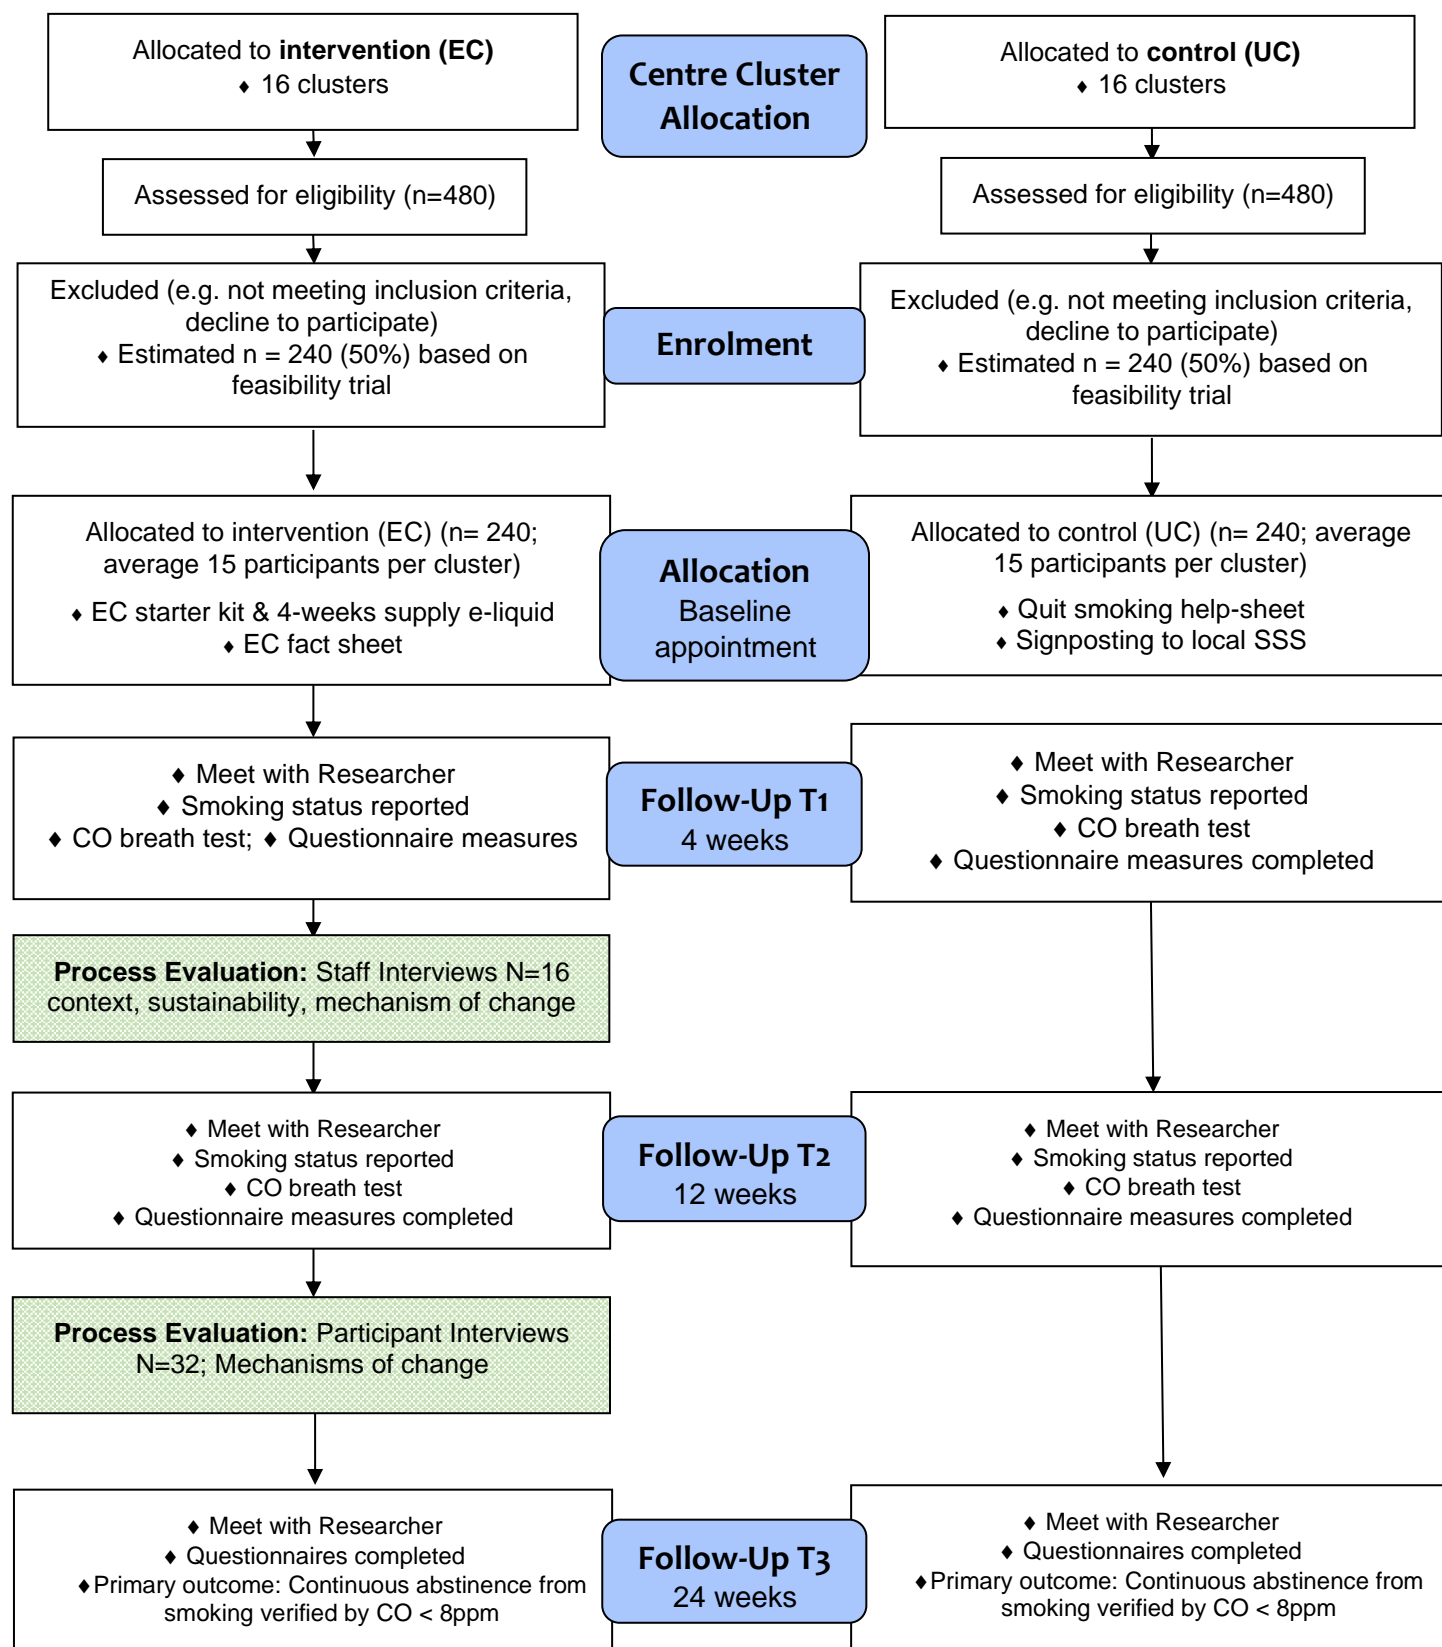 Allocated to intervention (EC)
♦ 16 clusters
Centre Cluster
Allocation
Allocated to control (UC)
♦ 16 clusters
Assessed for eligibility (n=480)
Assessed for eligibility (n=480)
Excluded (e.g. not meeting inclusion criteria,
decline to participate)
♦ Estimated n = 240 (50%) based on
feasibility trial
Enrolment
Excluded (e.g. not meeting inclusion criteria,
decline to participate)
♦ Estimated n = 240 (50%) based on
feasibility trial
Allocated to intervention (EC) (n= 240;
average 15 participants per cluster)
♦ EC starter kit & 4-weeks supply e-liquid
♦ EC fact sheet
Allocation
Baseline
appointment
Allocated to control (UC) (n= 240; average
15 participants per cluster)
♦ Quit smoking help-sheet
♦ Signposting to local SSS
♦ Meet with Researcher
♦ Smoking status reported
♦ CO breath test; ♦ Questionnaire measures
Follow-Up T1
4 weeks
♦ Meet with Researcher
♦ Smoking status reported
♦ CO breath test
♦ Questionnaire measures completed
Process Evaluation: Staff Interviews N=16
context, sustainability, mechanism of change
♦ Meet with Researcher
♦ Smoking status reported
♦ CO breath test
♦ Questionnaire measures completed
Follow-Up T2
12 weeks
♦ Meet with Researcher
♦ Smoking status reported
♦ CO breath test
♦ Questionnaire measures completed
Process Evaluation: Participant Interviews
N=32; Mechanisms of change
♦ Meet with Researcher
♦ Questionnaires completed
♦Primary outcome: Continuous abstinence from
smoking verified by CO < 8ppm
Follow-Up T3
24 weeks
♦ Meet with Researcher
♦ Questionnaires completed
♦Primary outcome: Continuous abstinence from
smoking verified by CO < 8ppm